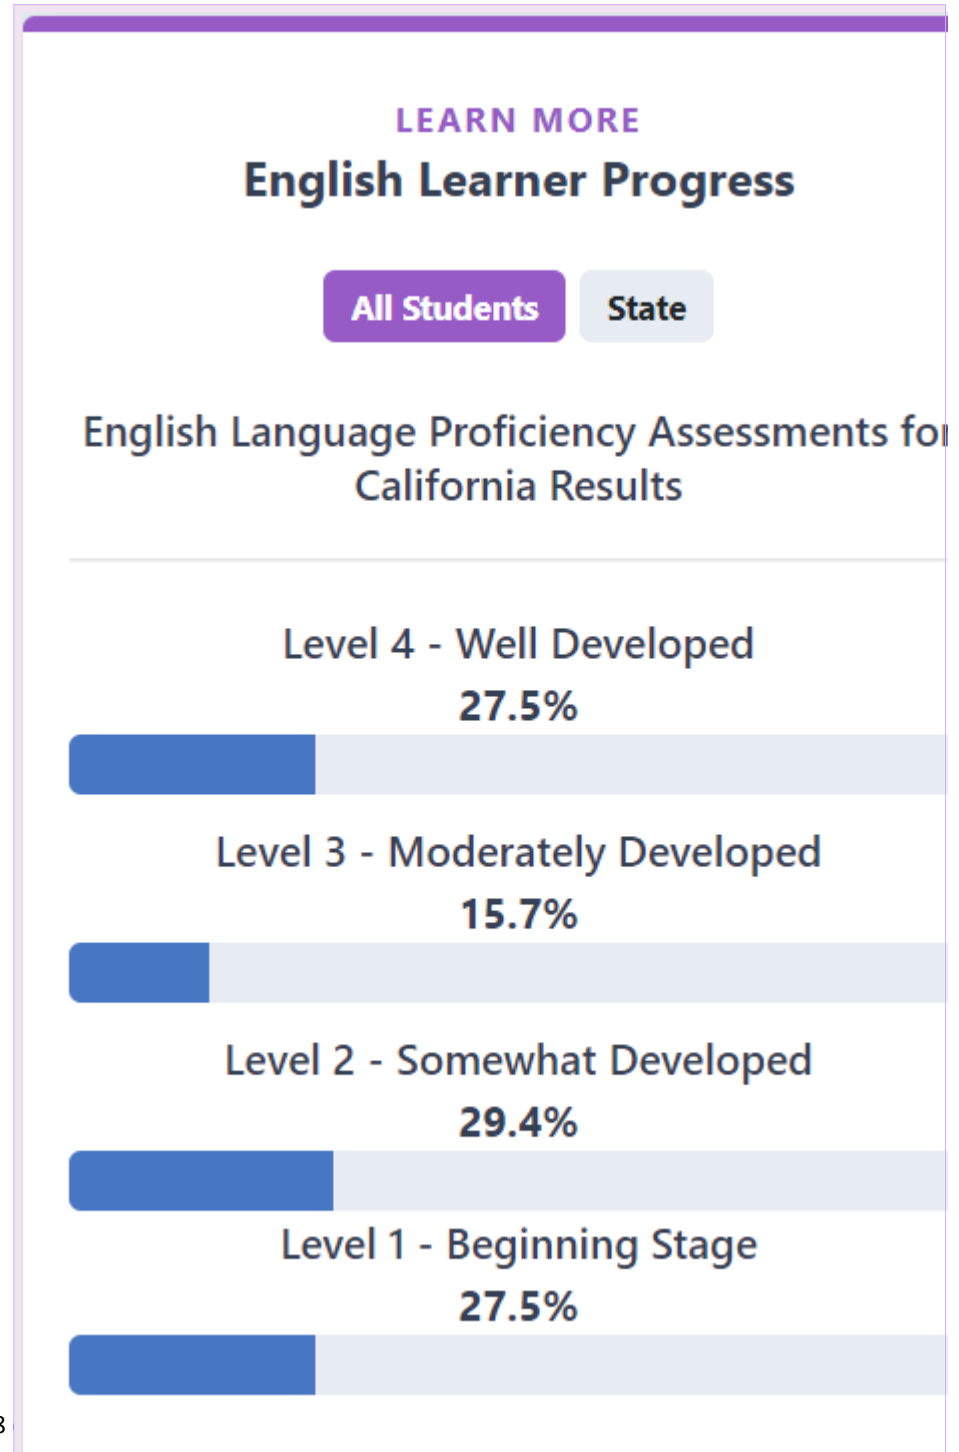 LEARN MORE
English Learner Progress
All Students State
English Language Proficiency Assessments for
California Results
Level 4 - Well Developed
27.5%
Level 3 - Moderately Developed
15.7%
Level 2 - Somewhat Developed
29.4%
Level 1 - Beginning Stage
27.5%